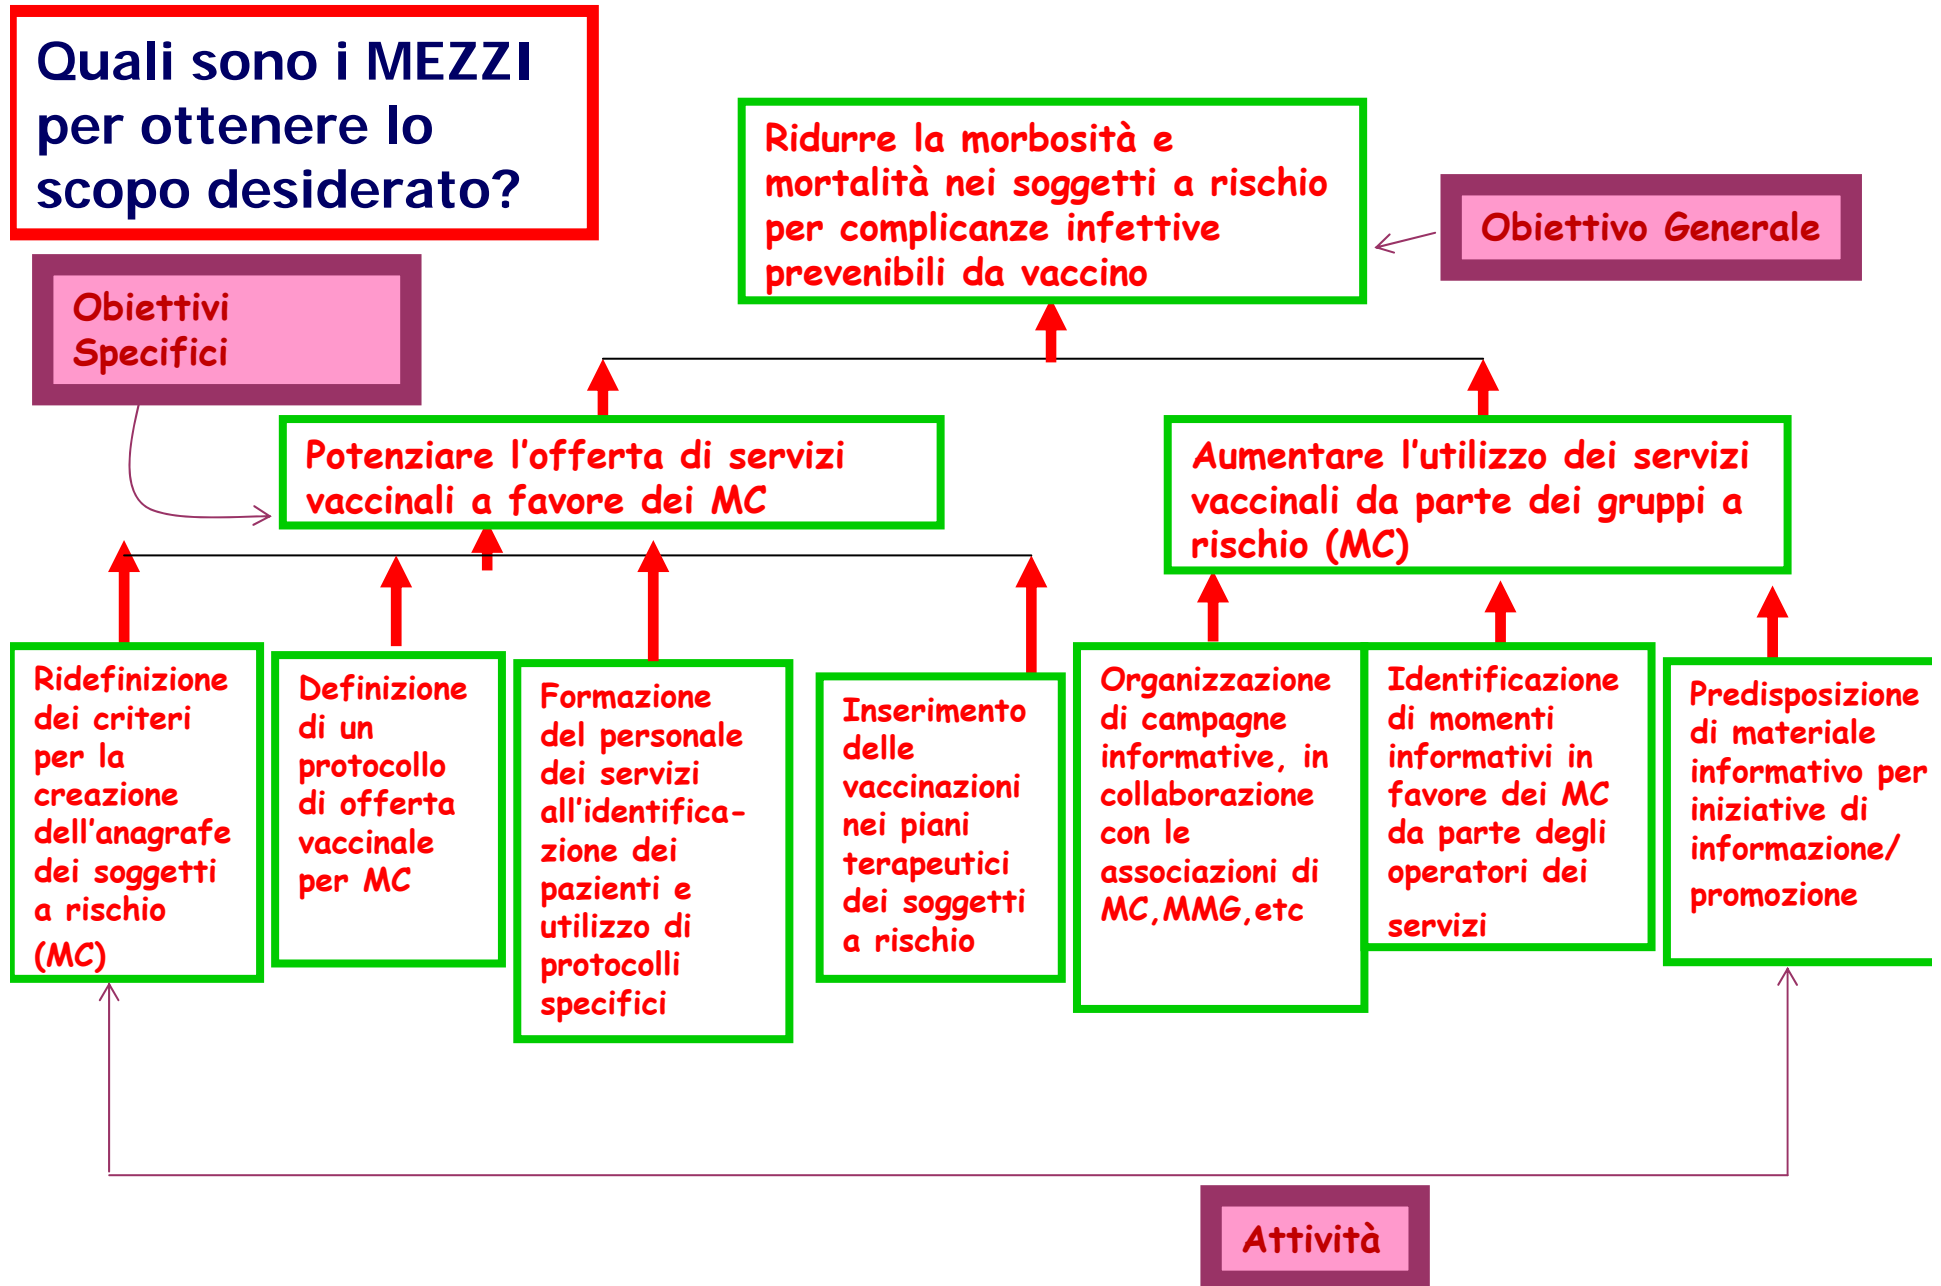 Quali sono i MEZZI
per ottenere lo
scopo desiderato?
Ridurre la morbosità e
mortalità nei soggetti a rischio
per complicanze infettive
prevenibili da vaccino
Obiettivo Generale
Obiettivi
Specifici
Potenziare l'offerta di servizi
vaccinali a favore dei MC
Aumentare l'utilizzo dei servizi
vaccinali da parte dei gruppi a
rischio (MC)
Ridefinizione
dei criteri
per la
creazione
dell'anagrafe
dei soggetti
a rischio
(MC)
Definizione
di un
protocollo
di offerta
vaccinale
per MC
Formazione
del personale
dei servizi
all'identifica-
zione dei
pazienti e
utilizzo di
protocolli
specifici
Inserimento
delle
vaccinazioni
nei piani
terapeutici
dei soggetti
a rischio
Organizzazione
di campagne
informative, in
collaborazione
con le
associazioni di
MC,MMG,etc
Identificazione
di momenti
informativi in
favore dei MC
da parte degli
operatori dei
servizi
Predisposizione
di materiale
informativo per
iniziative di
informazione/
promozione
Attività